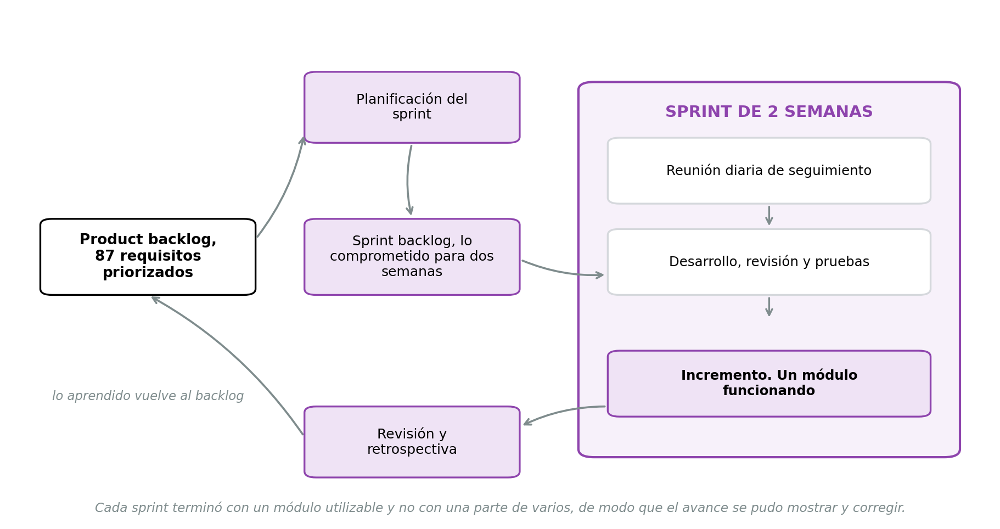 Planificación del
sprint
SPRINT DE 2 SEMANAS
Reunión diaria de seguimiento
Product backlog,
87 requisitos
priorizados
Sprint backlog, lo
comprometido para dos
semanas
Desarrollo, revisión y pruebas
Incremento. Un módulo
funcionando
lo aprendido vuelve al backlog
Revisión y
retrospectiva
Cada sprint terminó con un módulo utilizable y no con una parte de varios, de modo que el avance se pudo mostrar y corregir.